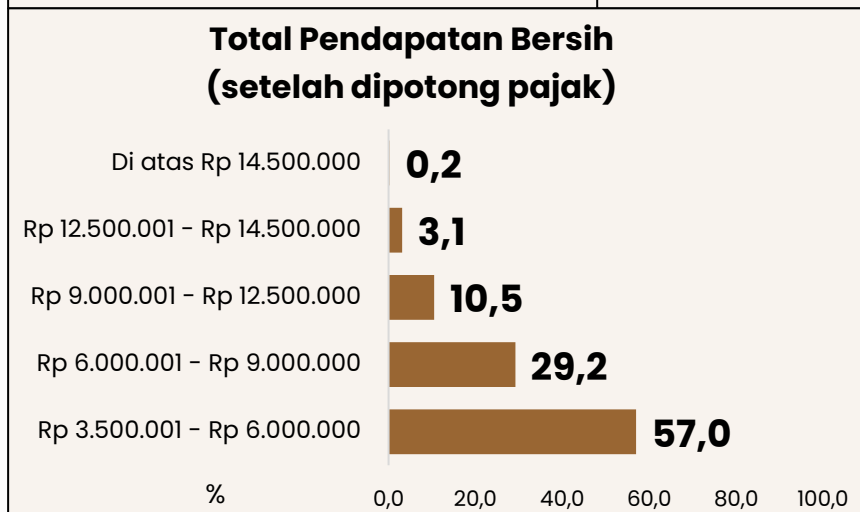 Total Pendapatan Bersih
(setelah dipotong pajak)
Di atas Rp 14.500.000 0,2
Rp 12.500.001 - Rp 14.500.000 3,1
Rp 9.000.001 - Rp 12.500.000 10,5
Rp 6.000.001 - Rp 9.000.000 29,2
Rp 3.500.001 - Rp 6.000.000 57,0
% 0,0 20,0 40,0 60,0 80,0 100,0